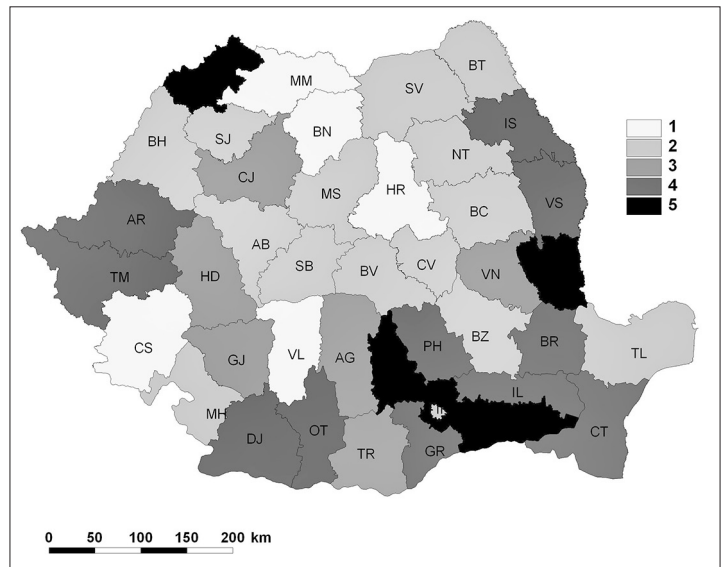 BT
SV
MM
1
IS
2
BN
BH
SJ
NT
3
CJ
4
MS
HR
VS
5
BC
AR
AB
SB
BV
CV
VN
TM
HD
CS
VL
PH
BZ
BR
TL
GJ
AG
IL
MH
CT
DJ
OT
TR
GR
0 50 100 150 200 km